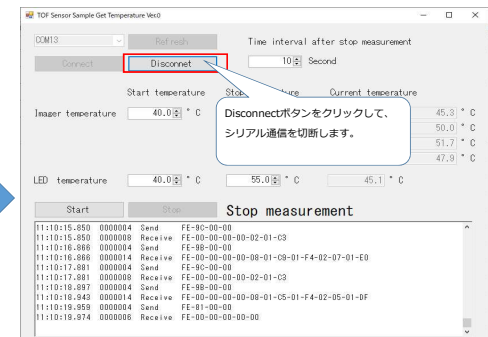 TOF Sensor Sample Get Temperature Ver.0
COM13 Refresh Time interval after stop measurement
Connect Disconnet 10 Second
Start temperature Stop ature Current temperature
Imager temperature 40.0 ° C 45.3 ° C
50.0 ° C
51.7 ° C
47.9 ° C
Disconnectボタンをクリックして、
シリアル通信を切断します。
LED temperature 40.0 ° C 55.0 ° C 45.1 ° C
Start Stop Stop measurement
11:10:15.850 0000004 Send FE-9C-00-00
11:10:15.850 0000008 Receive FE-00-00-00-00-02-01-C3
11:10:16.866 0000004 Send FE-9B-00-00
11:10:16.866 0000014 Receive FE-00-00-00-00-08-01-C9-01-F4-02-07-01-E0
11:10:17.881 0000004 Send FE-9C-00-00
11:10:17.881 0000008 Receive FE-00-00-00-00-02-01-C3
11:10:18.897 0000004 Send FE-9B-00-00
11:10:18.943 0000014 Receive FE-00-00-00-00-08-01-C5-01-F4-02-05-01-DF
11:10:19.959 0000004 Send FE-81-00-00
11:10:19.974 0000006 Receive FE-00-00-00-00-00